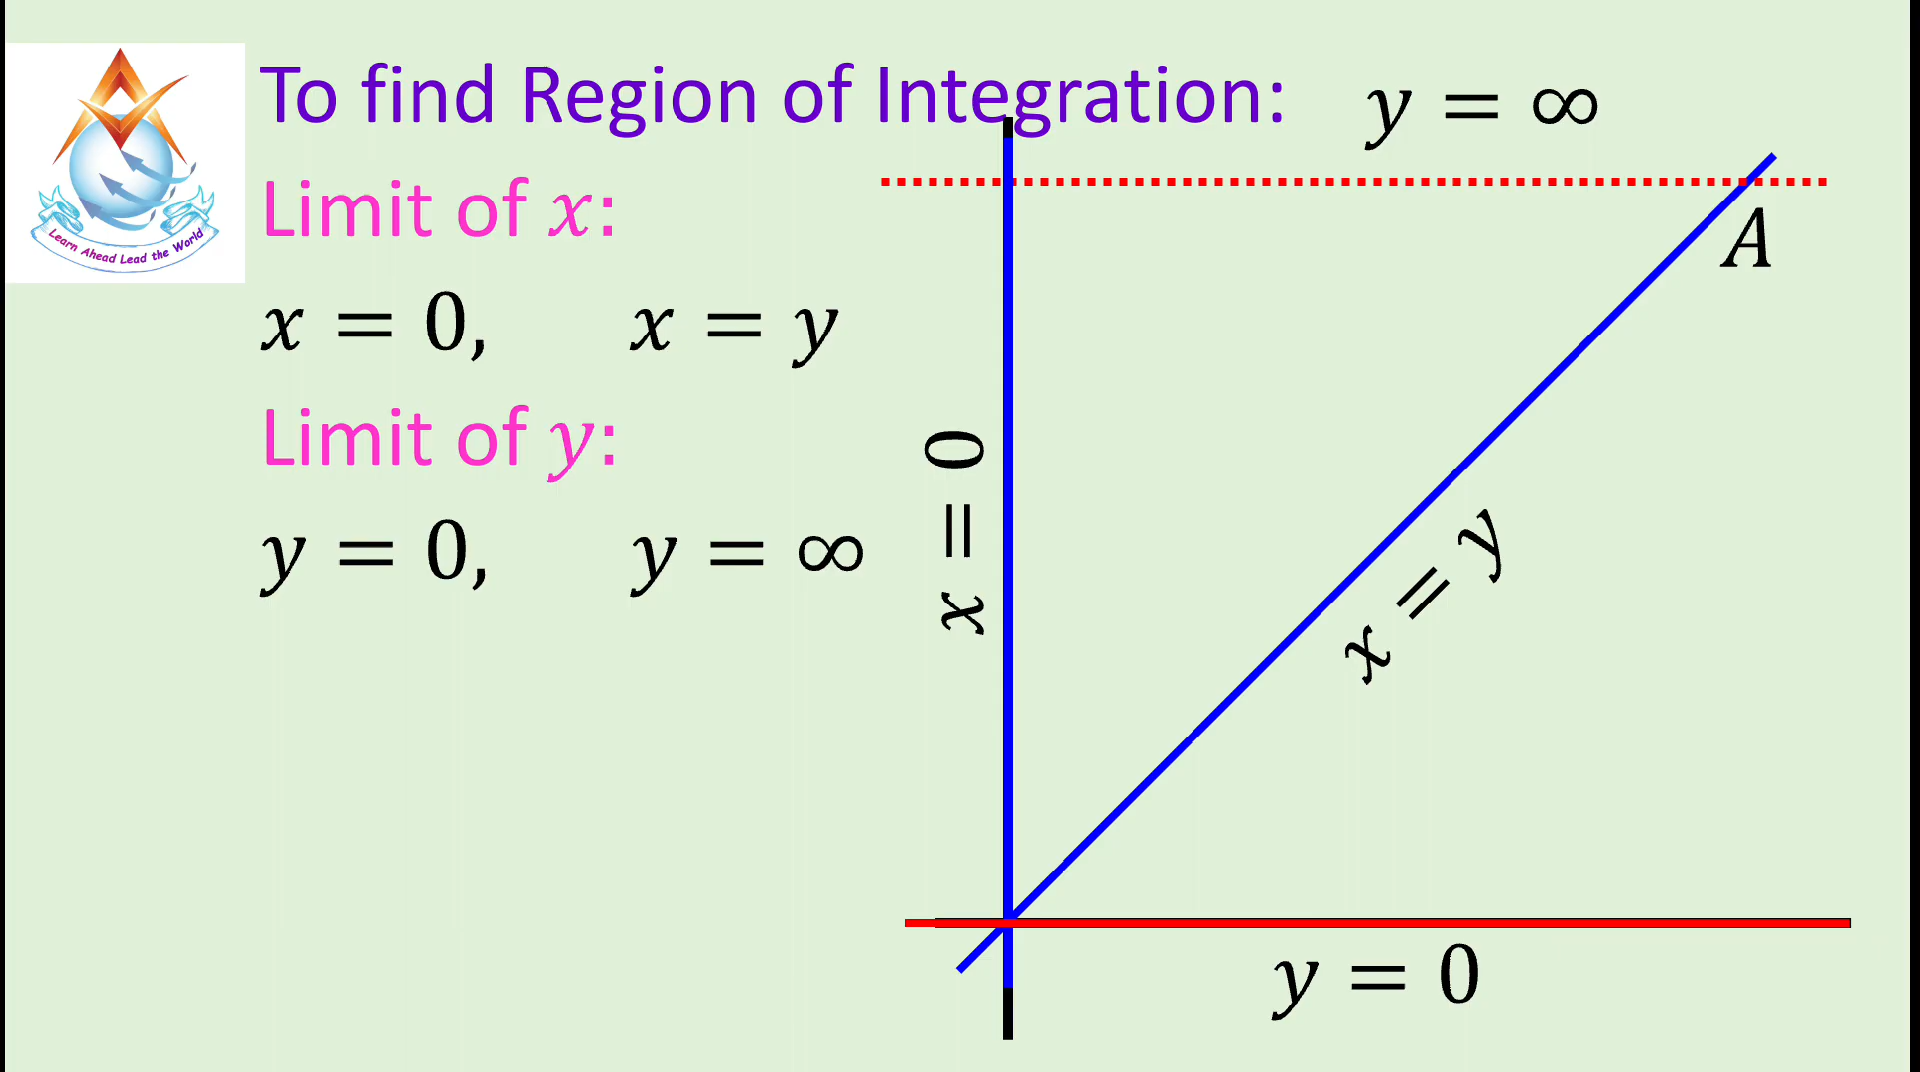 To find Region of Integration:
y = ∞
Learn Ahead Lead the World
Limit of x:
A
x = 0, x = y
Limit of y:
x = 0
y = 0, y = ∞
x = y
y = 0